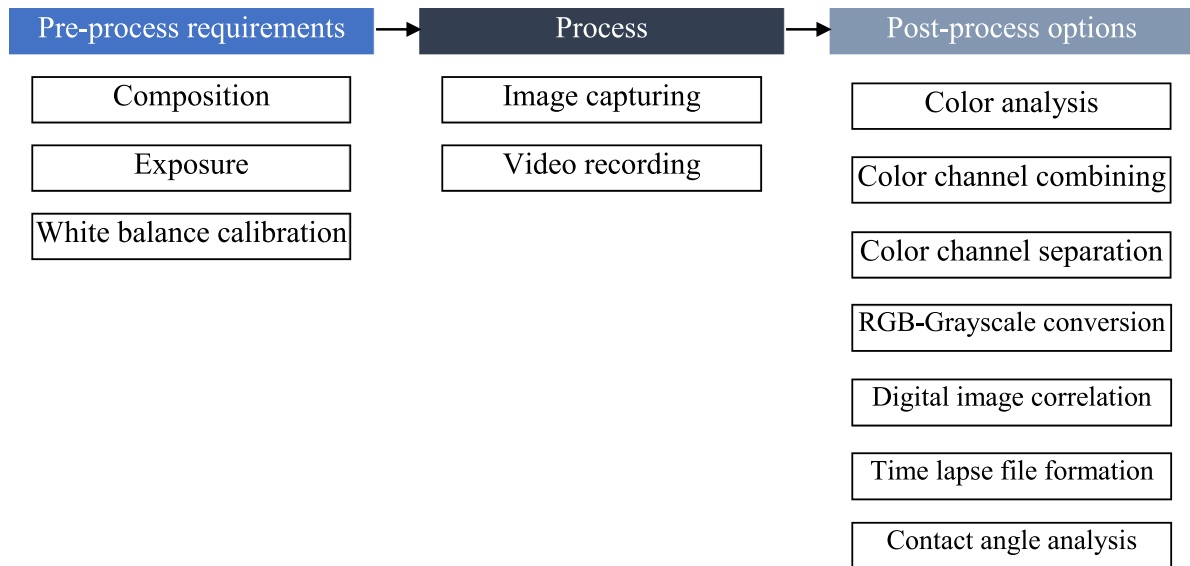 Pre-process requirements
Composition
Exposure
White balance calibration
Process
Image capturing
Video recording
Post-process options
Color analysis
Color channel combining
Color channel separation
RGB-Grayscale conversion
Digital image correlation
Time lapse file formation
Contact angle analysis